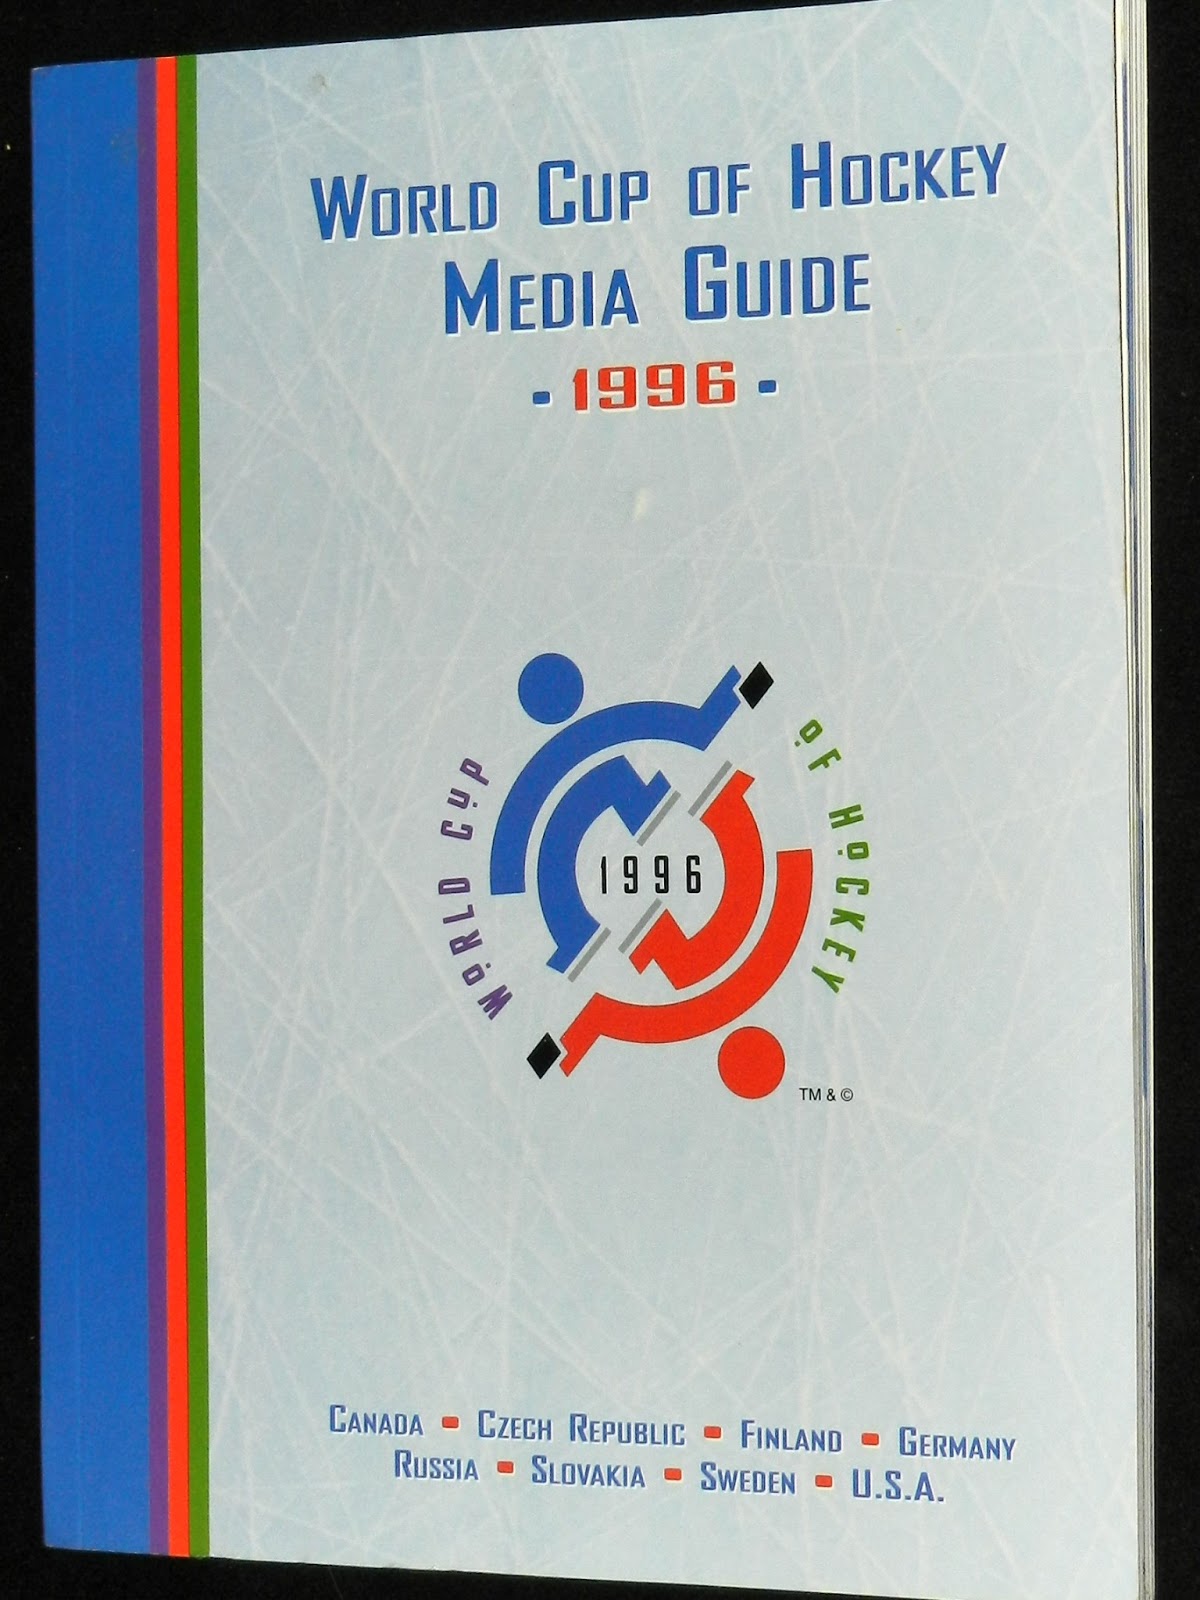 WORLD CUP OF HOCKEY
MEDIA GUIDE
- 1996 -
WORLD CUP
OF HOCKEY
1996
TM & ©
CANADA - CZECH REPUBLIC - FINLAND - GERMANY
RUSSIA - SLOVAKIA - SWEDEN - U.S.A.